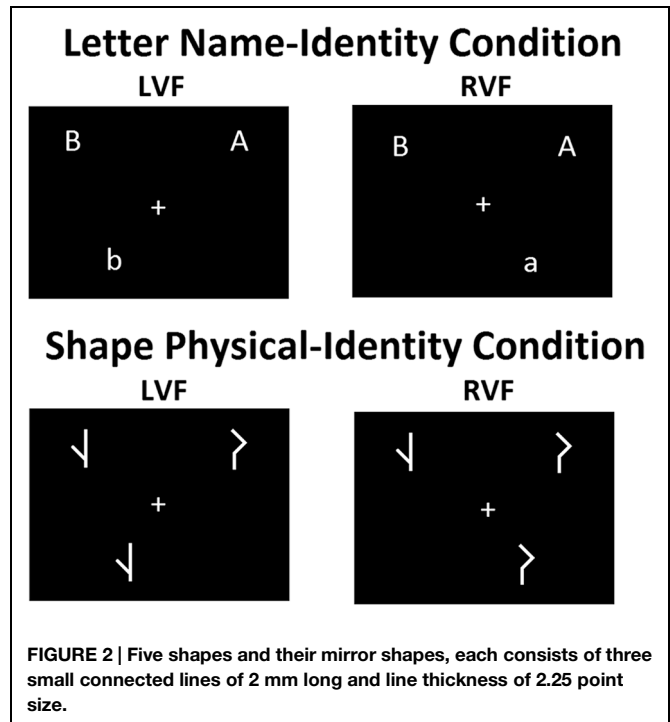 Letter Name-Identity Condition
LVF RVF
B A B A
+ +
b a
Shape Physical-Identity Condition
LVF RVF
+ +
FIGURE 2 | Five shapes and their mirror shapes, each consists of three
small connected lines of 2 mm long and line thickness of 2.25 point
size.